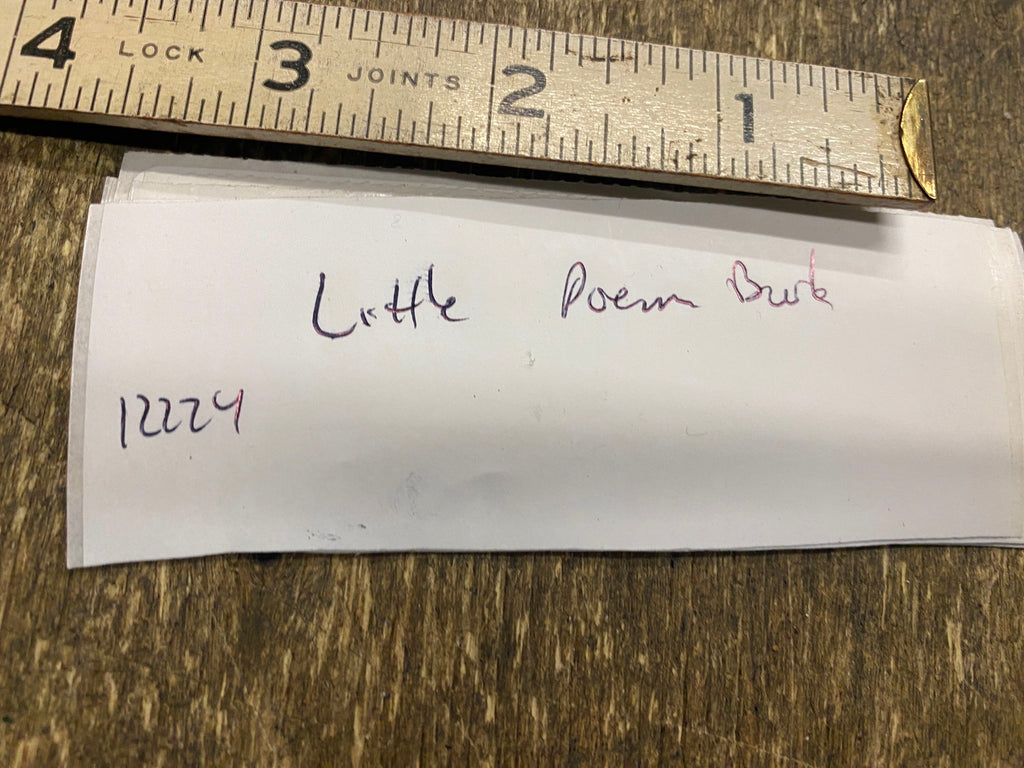 4 LOCK 3 JOINTS 2 1
Little Poem Book
12224